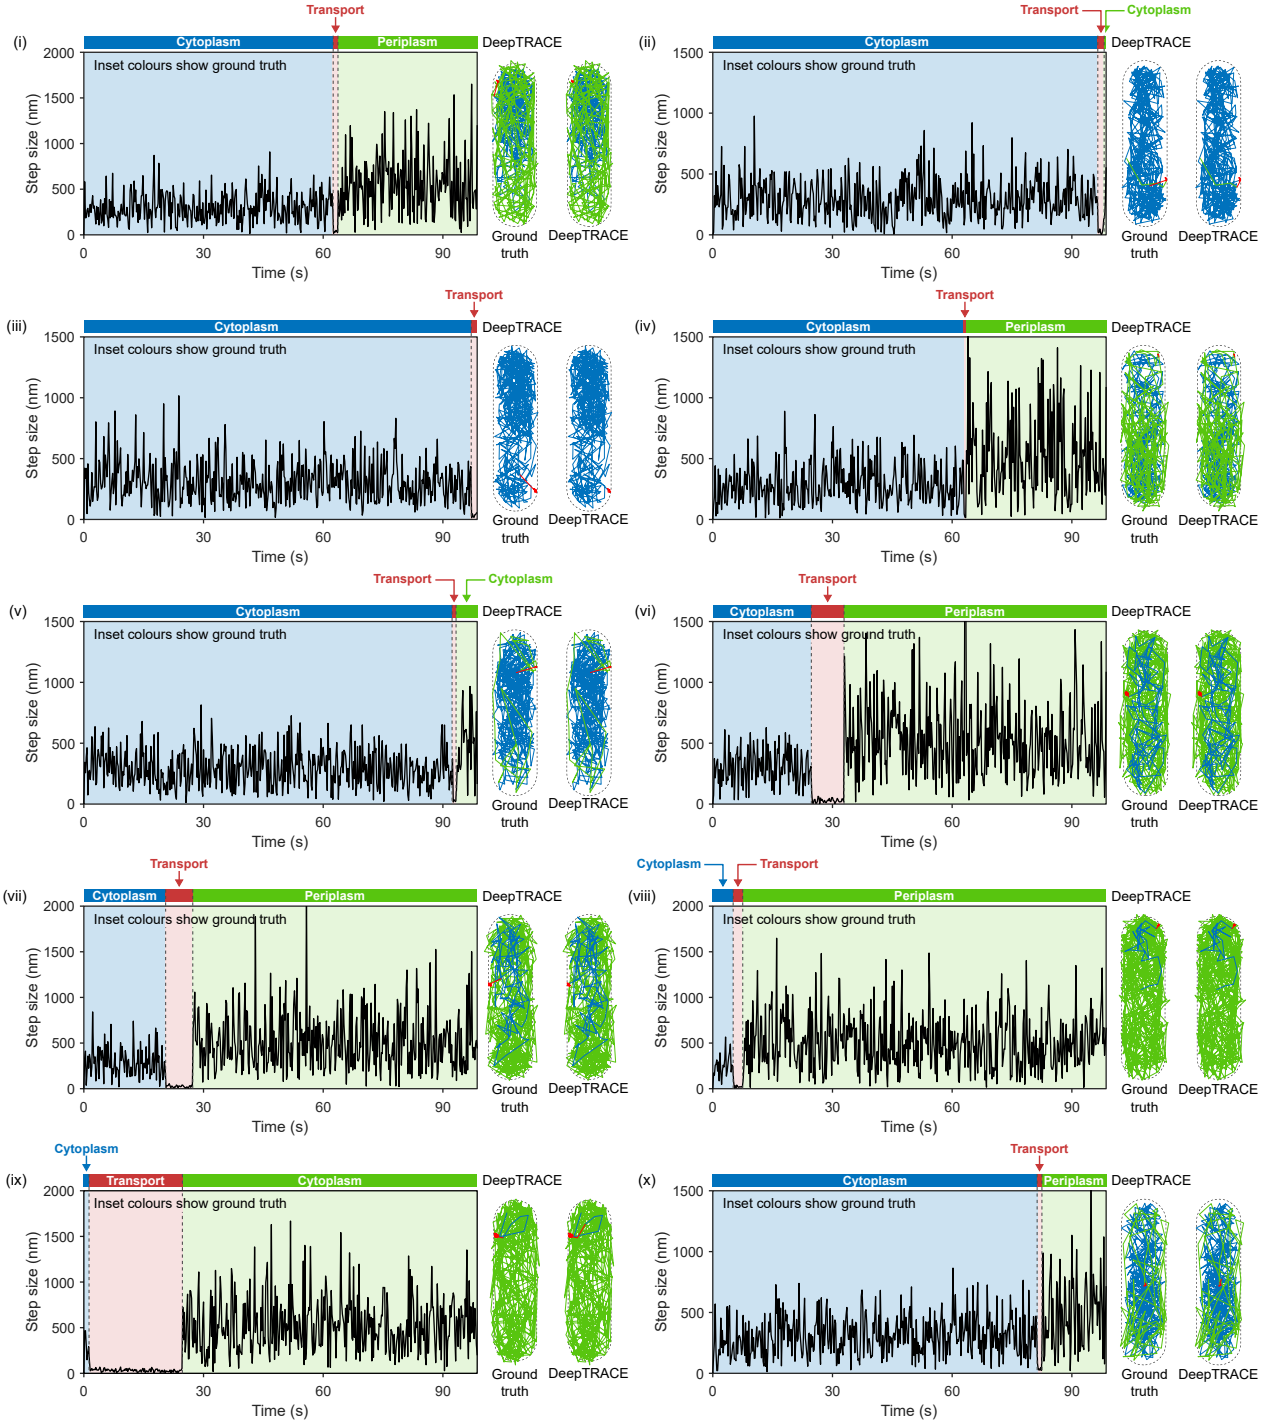 Transport
(i)
Cytoplasm
Periplasm
DeepTRACE
2000
1500
1000
500
0
Step size (nm)
Inset colours show ground truth
0
30
60
90
Time (s)
Ground truth
DeepTRACE
Transport
Cytoplasm
(ii)
Cytoplasm
DeepTRACE
1500
1000
500
0
Step size (nm)
Inset colours show ground truth
0
30
60
90
Time (s)
Ground truth
DeepTRACE
Transport
(iii)
Cytoplasm
DeepTRACE
1500
1000
500
0
Step size (nm)
Inset colours show ground truth
0
30
60
90
Time (s)
Ground truth
DeepTRACE
Transport
(iv)
Cytoplasm
Periplasm
DeepTRACE
1500
1000
500
0
Step size (nm)
Inset colours show ground truth
0
30
60
90
Time (s)
Ground truth
DeepTRACE
Transport
Cytoplasm
(v)
Cytoplasm
DeepTRACE
1500
1000
500
0
Step size (nm)
Inset colours show ground truth
0
30
60
90
Time (s)
Ground truth
DeepTRACE
Transport
(vi)
Cytoplasm
Periplasm
DeepTRACE
1500
1000
500
0
Step size (nm)
Inset colours show ground truth
0
30
60
90
Time (s)
Ground truth
DeepTRACE
Transport
(vii)
Cytoplasm
Periplasm
DeepTRACE
2000
1500
1000
500
0
Step size (nm)
Inset colours show ground truth
0
30
60
90
Time (s)
Ground truth
DeepTRACE
Cytoplasm
Transport
(viii)
Periplasm
DeepTRACE
2000
1500
1000
500
0
Step size (nm)
Inset colours show ground truth
0
30
60
90
Time (s)
Ground truth
DeepTRACE
Cytoplasm
(ix)
Transport
Cytoplasm
DeepTRACE
2000
1500
1000
500
0
Step size (nm)
Inset colours show ground truth
0
30
60
90
Time (s)
Ground truth
DeepTRACE
Transport
(x)
Cytoplasm
Periplasm
DeepTRACE
1500
1000
500
0
Step size (nm)
Inset colours show ground truth
0
30
60
90
Time (s)
Ground truth
DeepTRACE